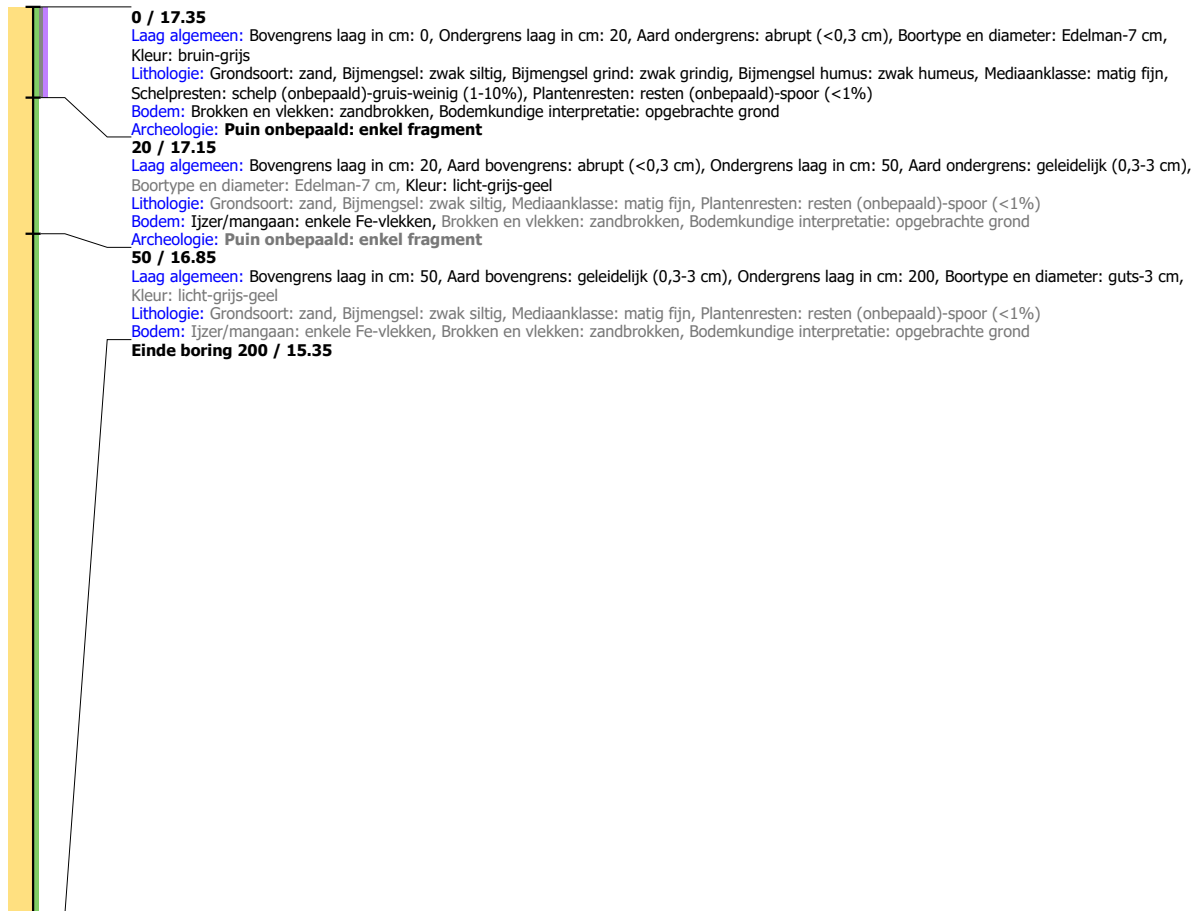 0 / 17.35
Laag algemeen: Bovengrens laag in cm: 0, Ondergrens laag in cm: 20, Aard ondergrens: abrupt (<0,3 cm), Boortype en diameter: Edelman-7 cm,
Kleur: bruin-grijs
Lithologie: Grondsoort: zand, Bijmengsel: zwak siltig, Bijmengsel grind: zwak grindig, Bijmengsel humus: zwak humeus, Mediaanklasse: matig fijn,
Schelpresten: schelp (onbepaald)-gruis-weinig (1-10%), Plantenresten: resten (onbepaald)-spoor (<1%)
Bodem: Brokken en vlekken: zandbrokken, Bodemkundige interpretatie: opgebrachte grond
Archeologie: Puin onbepaald: enkel fragment
20 / 17.15
Laag algemeen: Bovengrens laag in cm: 20, Aard bovengrens: abrupt (<0,3 cm), Ondergrens laag in cm: 50, Aard ondergrens: geleidelijk (0,3-3 cm),
Boortype en diameter: Edelman-7 cm, Kleur: licht-grijs-geel
Lithologie: Grondsoort: zand, Bijmengsel: zwak siltig, Mediaanklasse: matig fijn, Plantenresten: resten (onbepaald)-spoor (<1%)
Bodem: Ijzer/mangaan: enkele Fe-vlekken, Brokken en vlekken: zandbrokken, Bodemkundige interpretatie: opgebrachte grond
Archeologie: Puin onbepaald: enkel fragment
50 / 16.85
Laag algemeen: Bovengrens laag in cm: 50, Aard bovengrens: geleidelijk (0,3-3 cm), Ondergrens laag in cm: 200, Boortype en diameter: guts-3 cm,
Kleur: licht-grijs-geel
Lithologie: Grondsoort: zand, Bijmengsel: zwak siltig, Mediaanklasse: matig fijn, Plantenresten: resten (onbepaald)-spoor (<1%)
Bodem: Ijzer/mangaan: enkele Fe-vlekken, Brokken en vlekken: zandbrokken, Bodemkundige interpretatie: opgebrachte grond
Einde boring 200 / 15.35